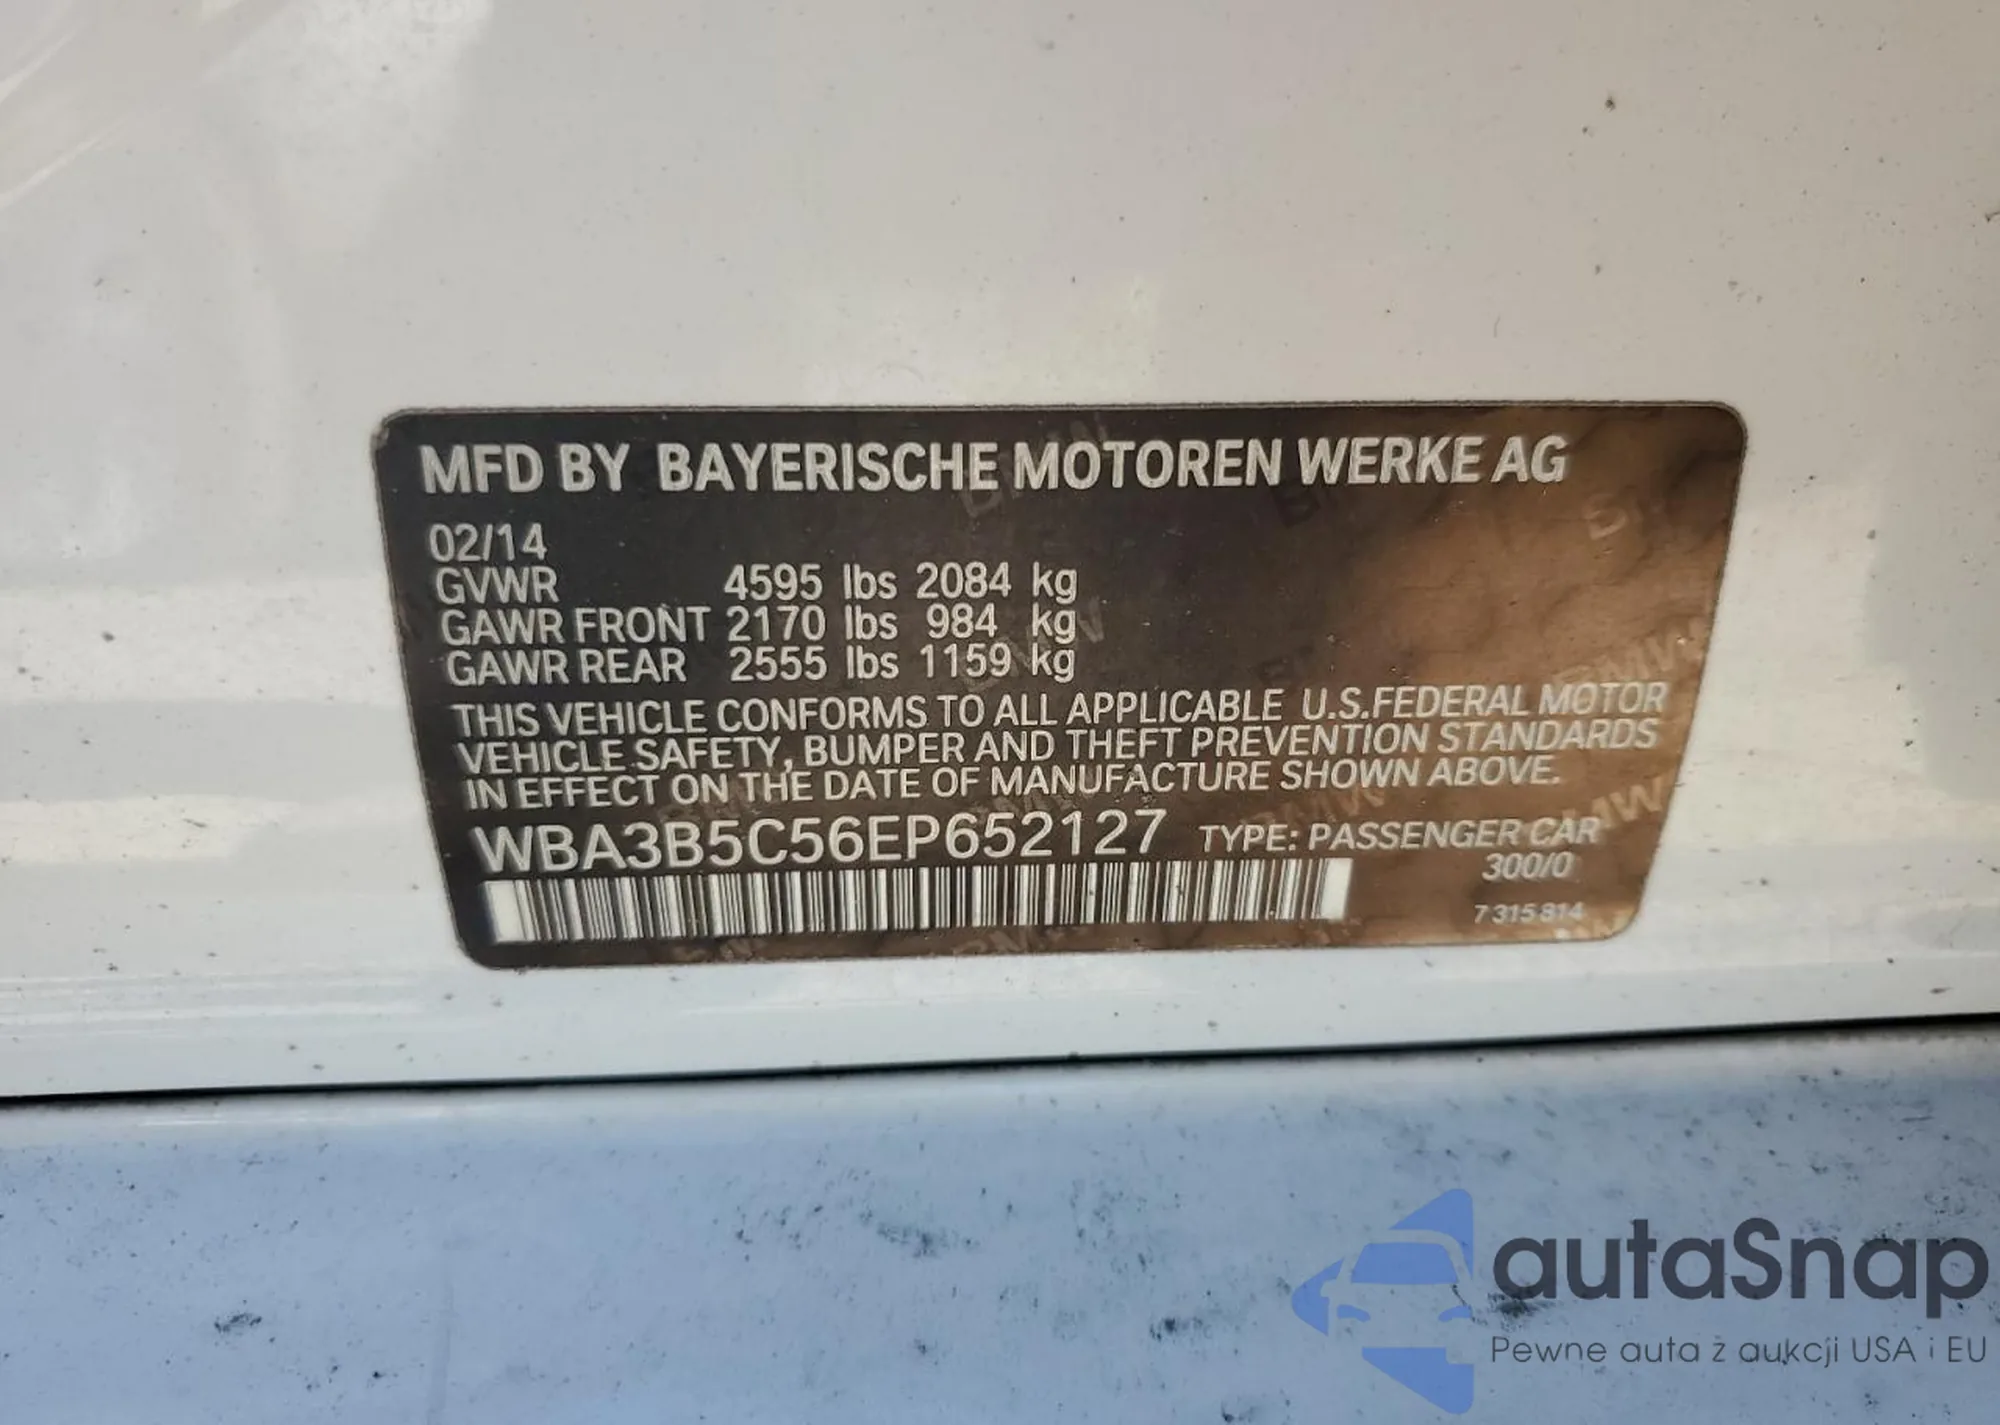 MFD BY BAYERISCHE MOTOREN WERKE AG
02/14
GVWR 4595 lbs 2084 kg
GAWR FRONT 2170 lbs 984 kg
GAWR REAR 2555 lbs 1159 kg
THIS VEHICLE CONFORMS TO ALL APPLICABLE U.S.FEDERAL MOTOR
VEHICLE SAFETY, BUMPER AND THEFT PREVENTION STANDARDS
IN EFFECT ON THE DATE OF MANUFACTURE SHOWN ABOVE.
WBA3B5C56EP652127 TYPE: PASSENGER CAR
300/0
7 315 814
autaSnap
Pewne auta z aukcji USA i EU